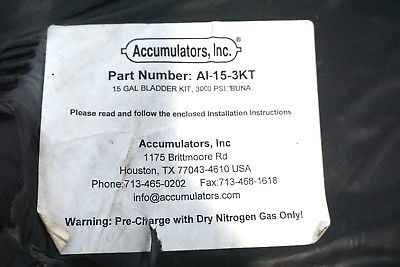 Accumulators, Inc.®
Part Number: AI-15-3KT
15 GAL BLADDER KIT, 3000 PSI, BUNA
Please read and follow the enclosed Installation Instructions
Accumulators, Inc
1175 Brittmoore Rd
Houston, TX 77043-4610 USA
Phone:713-465-0202 Fax:713-468-1618
info@accumulators.com
Warning: Pre-Charge with Dry Nitrogen Gas Only!